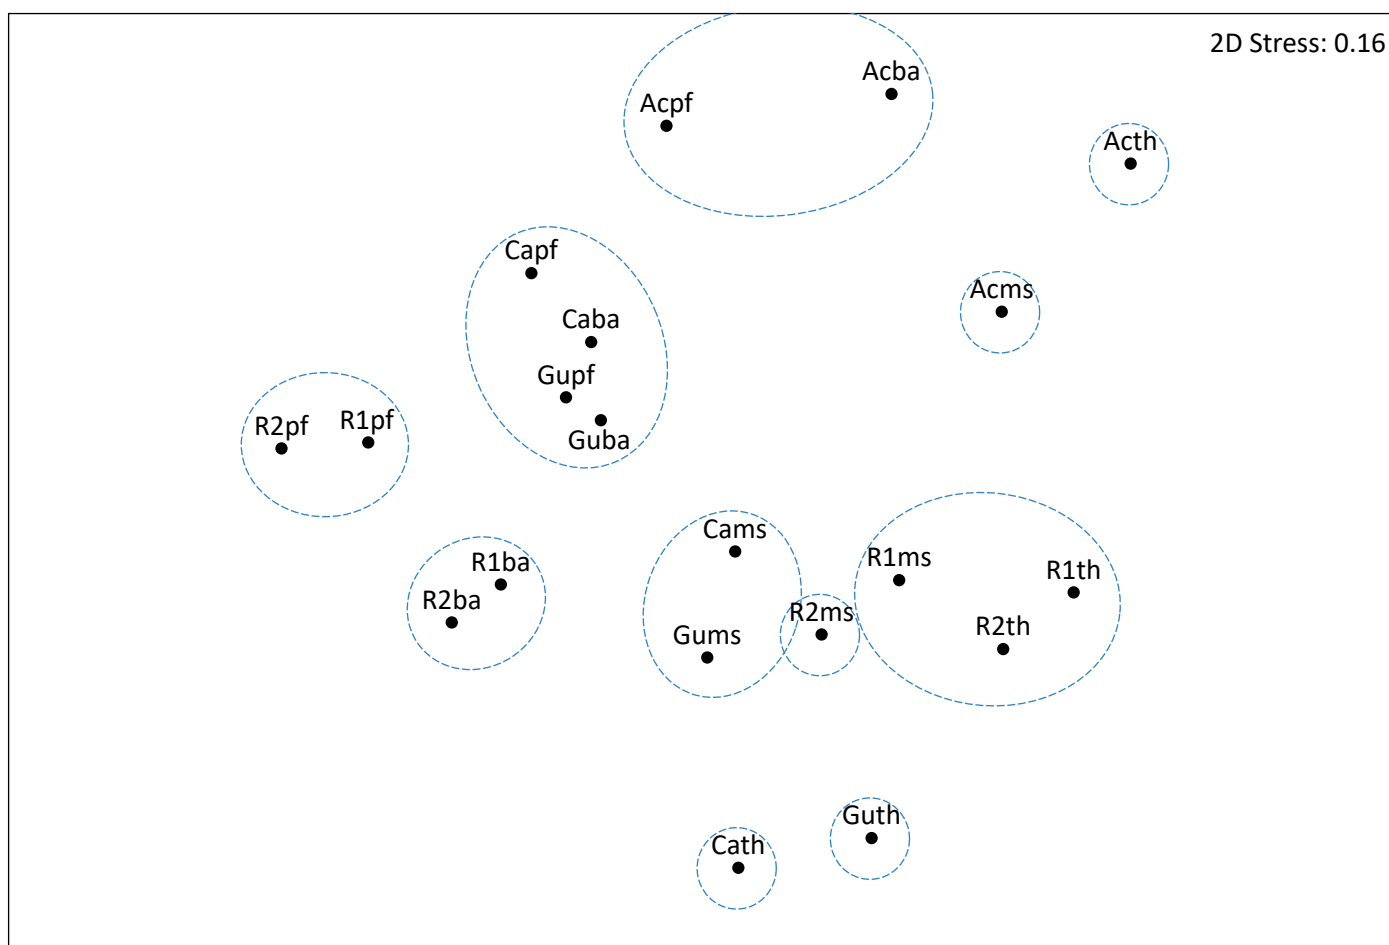 2D Stress: 0.16
Acba
Acpf
Acth
Capf
Acms
Caba
Gupf
R2pf
R1pf
Guba
Cams
R1ms
R1ba
R1th
R2ba
R2ms
Gums
R2th
Guth
Cath